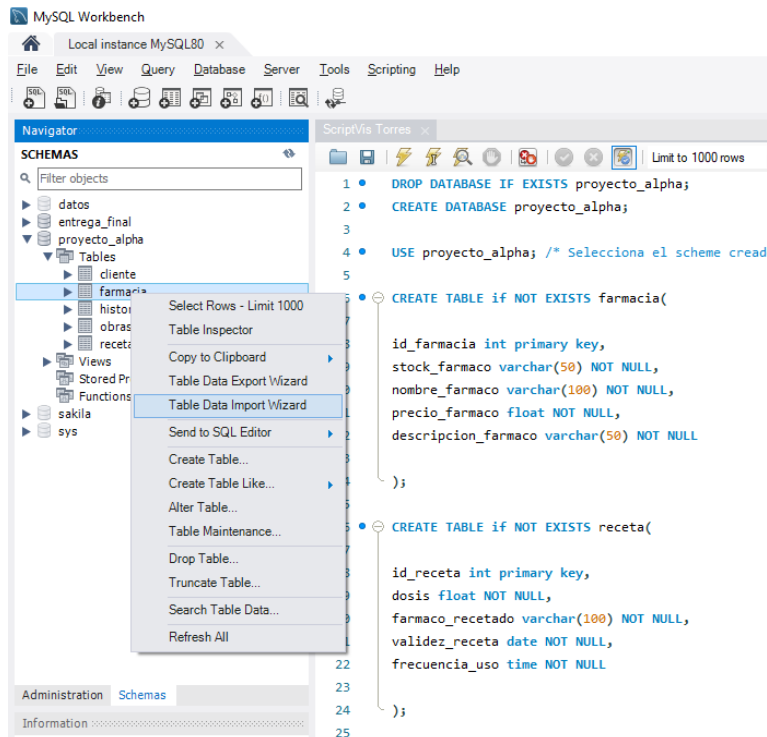 MySQL Workbench
Local instance MySQL80 ×
File Edit View Query Database Server Tools Scripting Help
Navigator
SCHEMAS
Filter objects
datos
entrega_final
proyecto_alpha
Tables
cliente
farmacia
histor
obras
receta
Views
Stored Pr
Functions
sakila
sys
Administration Schemas
Information
Select Rows - Limit 1000
Table Inspector
Copy to Clipboard
Table Data Export Wizard
Table Data Import Wizard
Send to SQL Editor
Create Table...
Create Table Like...
Alter Table...
Table Maintenance...
Drop Table...
Truncate Table...
Search Table Data...
Refresh All
ScriptVis Torres ×
Limit to 1000 rows
1 DROP DATABASE IF EXISTS proyecto_alpha;
2 CREATE DATABASE proyecto_alpha;
3
4 USE proyecto_alpha; /* Selecciona el scheme cread
5
6 CREATE TABLE if NOT EXISTS farmacia(
id_farmacia int primary key,
stock_farmaco varchar(50) NOT NULL,
nombre_farmaco varchar(100) NOT NULL,
precio_farmaco float NOT NULL,
descripcion_farmaco varchar(50) NOT NULL
);
CREATE TABLE if NOT EXISTS receta(
id_receta int primary key,
dosis float NOT NULL,
farmaco_recetado varchar(100) NOT NULL,
validez_receta date NOT NULL,
22 frecuencia_uso time NOT NULL
23
24 );
25